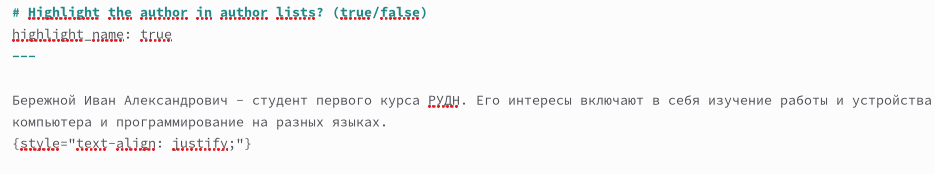 # Highlight the author in author lists? (true/false)
highlight_name: true
---
Бережной Иван Александрович - студент первого курса РУДН. Его интересы включают в себя изучение работы и устройства
компьютера и программирование на разных языках.
{style="text-align: justify;"}